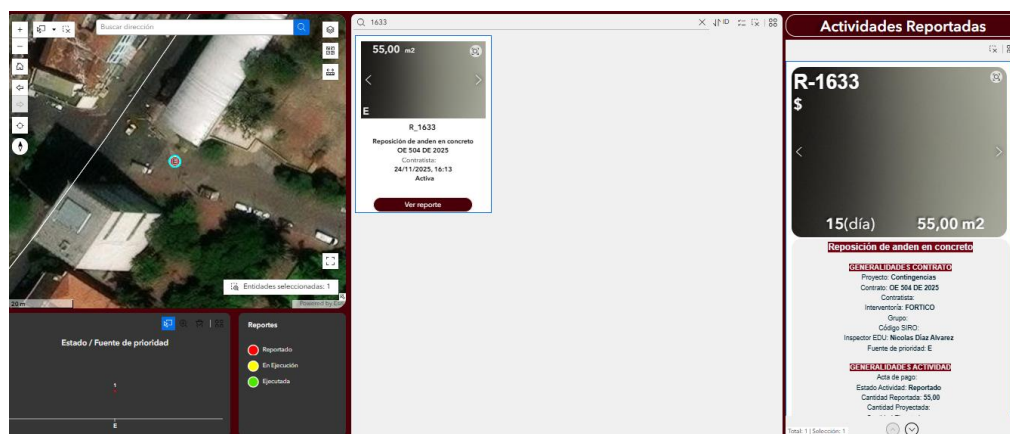 Buscar dirección
Entidades seleccionadas: 1
20 m
Estado / Fuente de prioridad
1
E
Reportes
Reportado
En Ejecución
Ejecutada
1633
ID
55,00 m2
E
R_1633
Reposición de anden en concreto
OE 504 DE 2025
Contratista:
24/11/2025, 16:13
Activa
Ver reporte
Actividades Reportadas
R-1633
$
15(día) 55,00 m2
Reposición de anden en concreto
GENERALIDADES CONTRATO
Proyecto: Contingencias
Contrato: OE 504 DE 2025
Contratista:
Interventoría: FORTICO
Grupo:
Código SIRO:
Inspector EDU: Nicolas Díaz Alvarez
Fuente de prioridad: E
GENERALIDADES ACTIVIDAD
Acta de pago:
Estado Actividad: Reportado
Cantidad Reportada: 55,00
Cantidad Proyectada:
Total: 1 | Selección: 1